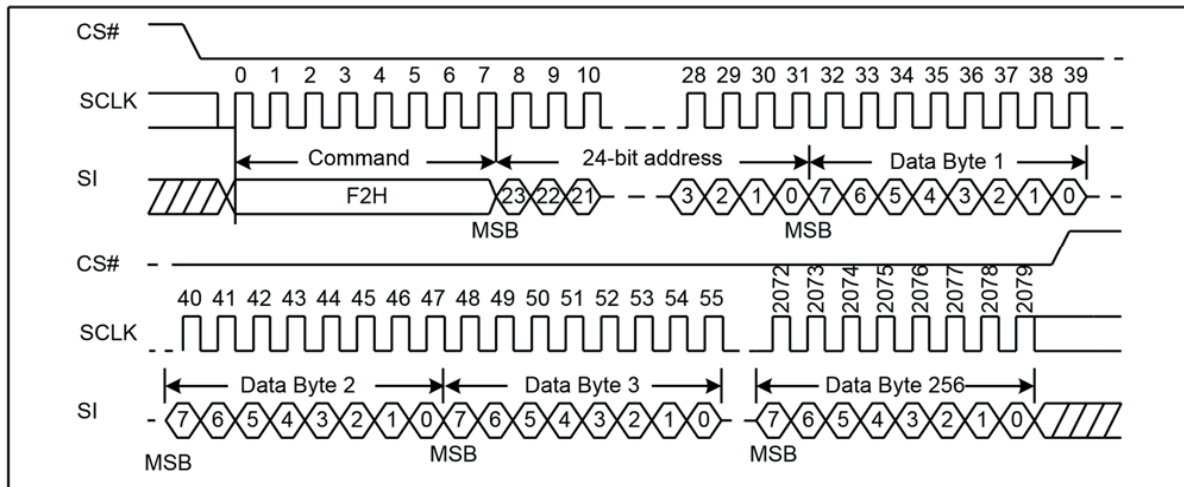 CS#
0 1 2 3 4 5 6 7 8 9 10 28 29 30 31 32 33 34 35 36 37 38 39
SCLK
Command 24-bit address Data Byte 1
SI
F2H 23 22 21 3 2 1 0 7 6 5 4 3 2 1 0
MSB MSB
CS#
40 41 42 43 44 45 46 47 48 49 50 51 52 53 54 55 2072 2073 2074 2075 2076 2077 2078 2079
SCLK
Data Byte 2 Data Byte 3 Data Byte 256
SI
7 6 5 4 3 2 1 0 7 6 5 4 3 2 1 0 7 6 5 4 3 2 1 0
MSB MSB MSB